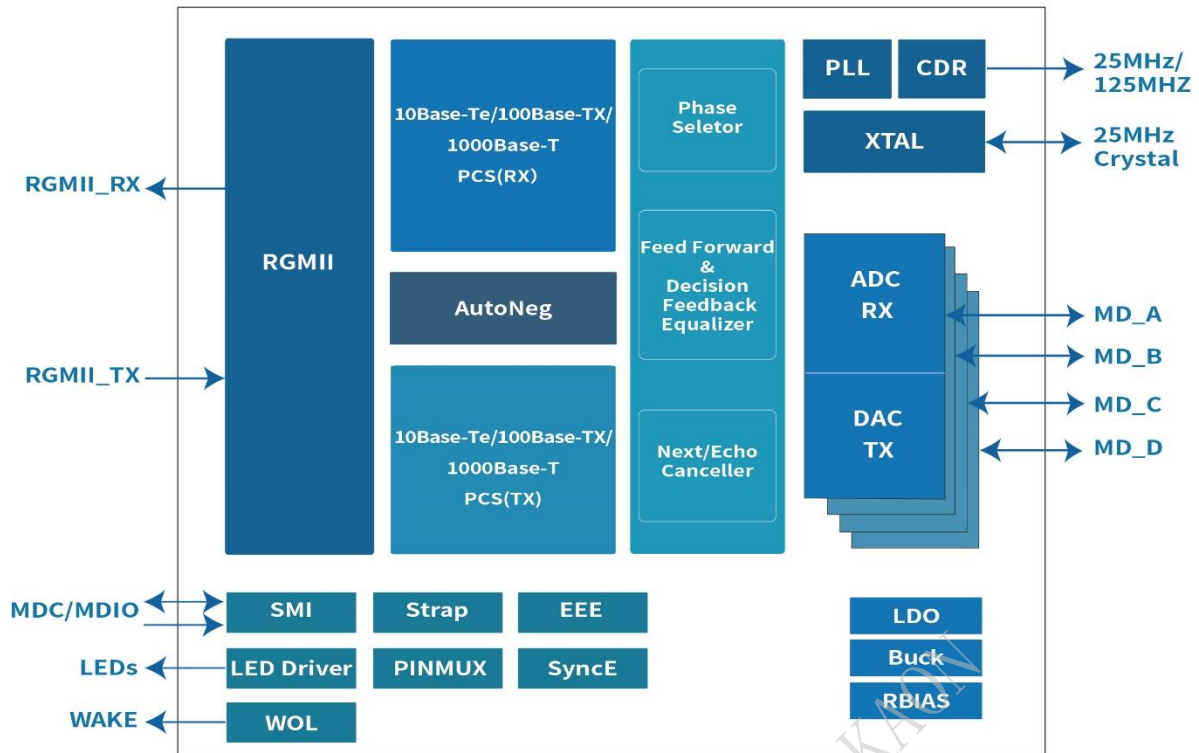 RGMII_RX
RGMII_TX
MDC/MDIO
LEDs
WAKE
RGMII
10Base-Te/100Base-TX/
1000Base-T
PCS(RX)
AutoNeg
10Base-Te/100Base-TX/
1000Base-T
PCS(TX)
Phase
Seletor
Feed Forward
&
Decision
Feedback
Equalizer
Next/Echo
Canceller
PLL
CDR
XTAL
25MHz/
125MHZ
25MHz
Crystal
ADC
RX
DAC
TX
MD_A
MD_B
MD_C
MD_D
SMI
Strap
EEE
LED Driver
PINMUX
SyncE
WOL
LDO
Buck
RBIAS
KAON